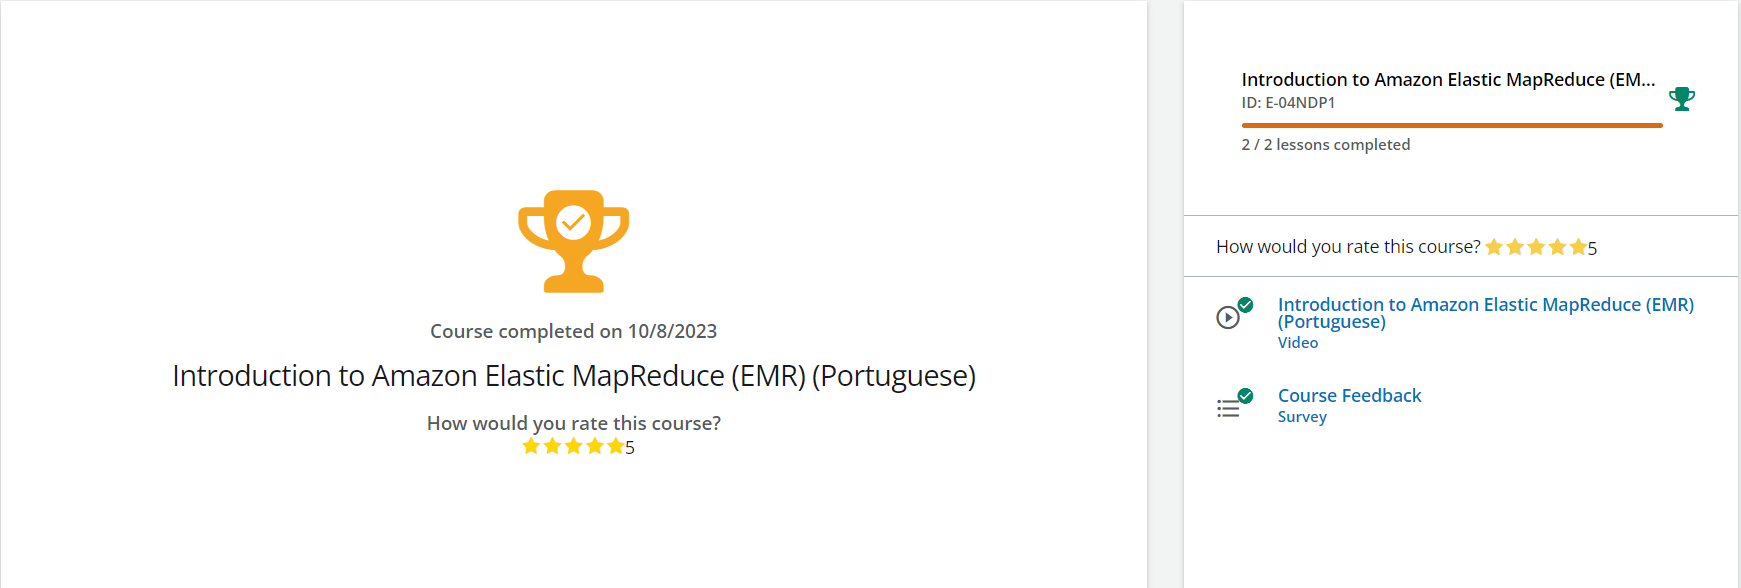 Course completed on 10/8/2023
Introduction to Amazon Elastic MapReduce (EMR) (Portuguese)
How would you rate this course?
5
Introduction to Amazon Elastic MapReduce (EM...
ID: E-04NDP1
2 / 2 lessons completed
How would you rate this course? 5
Introduction to Amazon Elastic MapReduce (EMR)
(Portuguese)
Video
Course Feedback
Survey